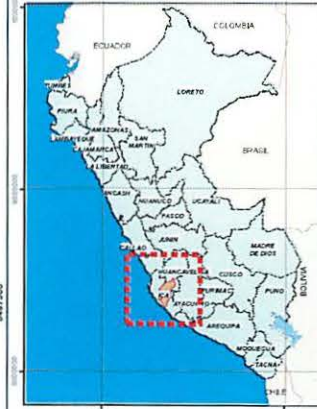 COLOMBIA
ECUADOR
TUMBES
LORETO
PIURA
AMAZONAS
LAMBAYEQUE
SAN
MARTIN
CAJAMARCA
BRASIL
LA LIBERTAD
ANCASH
HUANUCO
UCAYALI
PASCO
JUNIN
CALLAO
MADRE
DE DIOS
HUANCAVELICA
CUSCO
ICA
APURIMAC
PUNO
AYACUCHO
BOLIVIA
AREQUIPA
MOQUEGUA
TACNA
CHILE